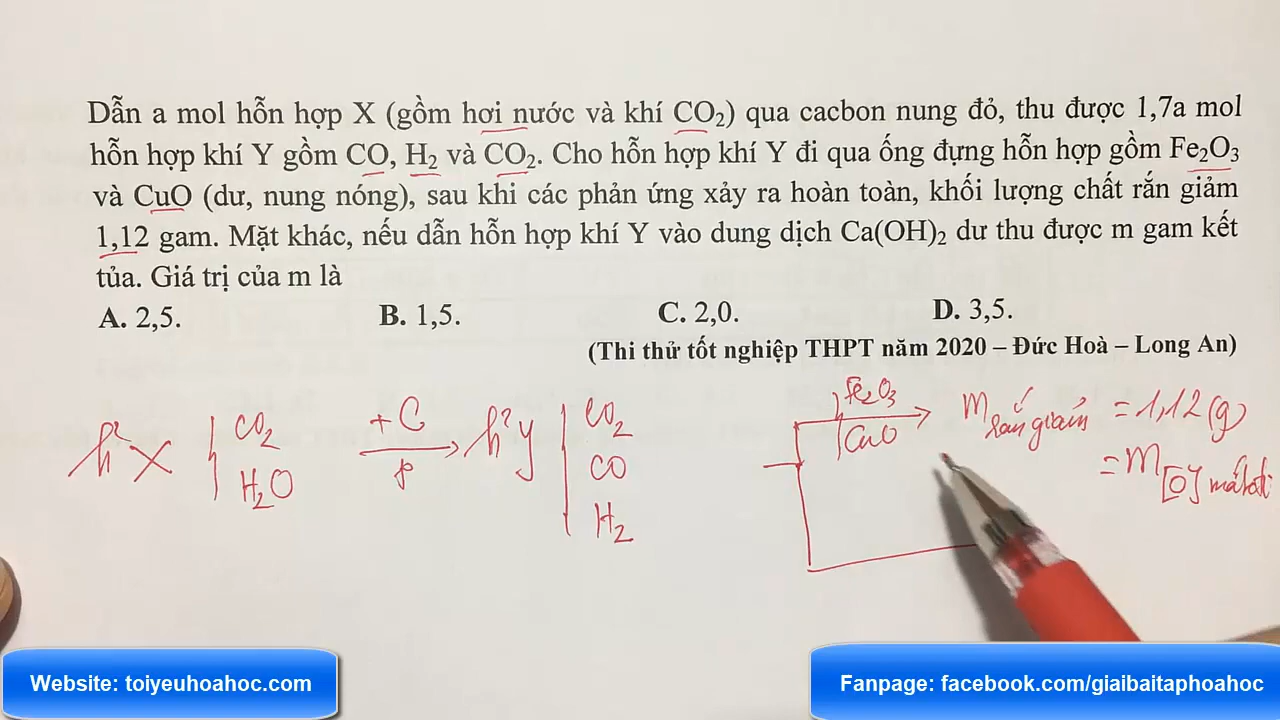 Dẫn a mol hỗn hợp X (gồm hơi nước và khí CO₂) qua cacbon nung đỏ, thu được 1,7a mol
hỗn hợp khí Y gồm CO, H₂ và CO₂. Cho hỗn hợp khí Y đi qua ống đựng hỗn hợp gồm Fe₂O₃
và CuO (dư, nung nóng), sau khi các phản ứng xảy ra hoàn toàn, khối lượng chất rắn giảm
1,12 gam. Mặt khác, nếu dẫn hỗn hợp khí Y vào dung dịch Ca(OH)₂ dư thu được m gam kết
tủa. Giá trị của m là
A. 2,5. B. 1,5. C. 2,0. D. 3,5.
(Thi thử tốt nghiệp THPT năm 2020 – Đức Hoà – Long An)
h² X CO₂ +C h² Y CO₂ Fe₂O₃ m rắn giảm = 1,12 (g)
H₂O CO CuO = m [O]
H₂
Website: toiyeuhoahoc.com
Fanpage: facebook.com/giaibaitaphoahoc